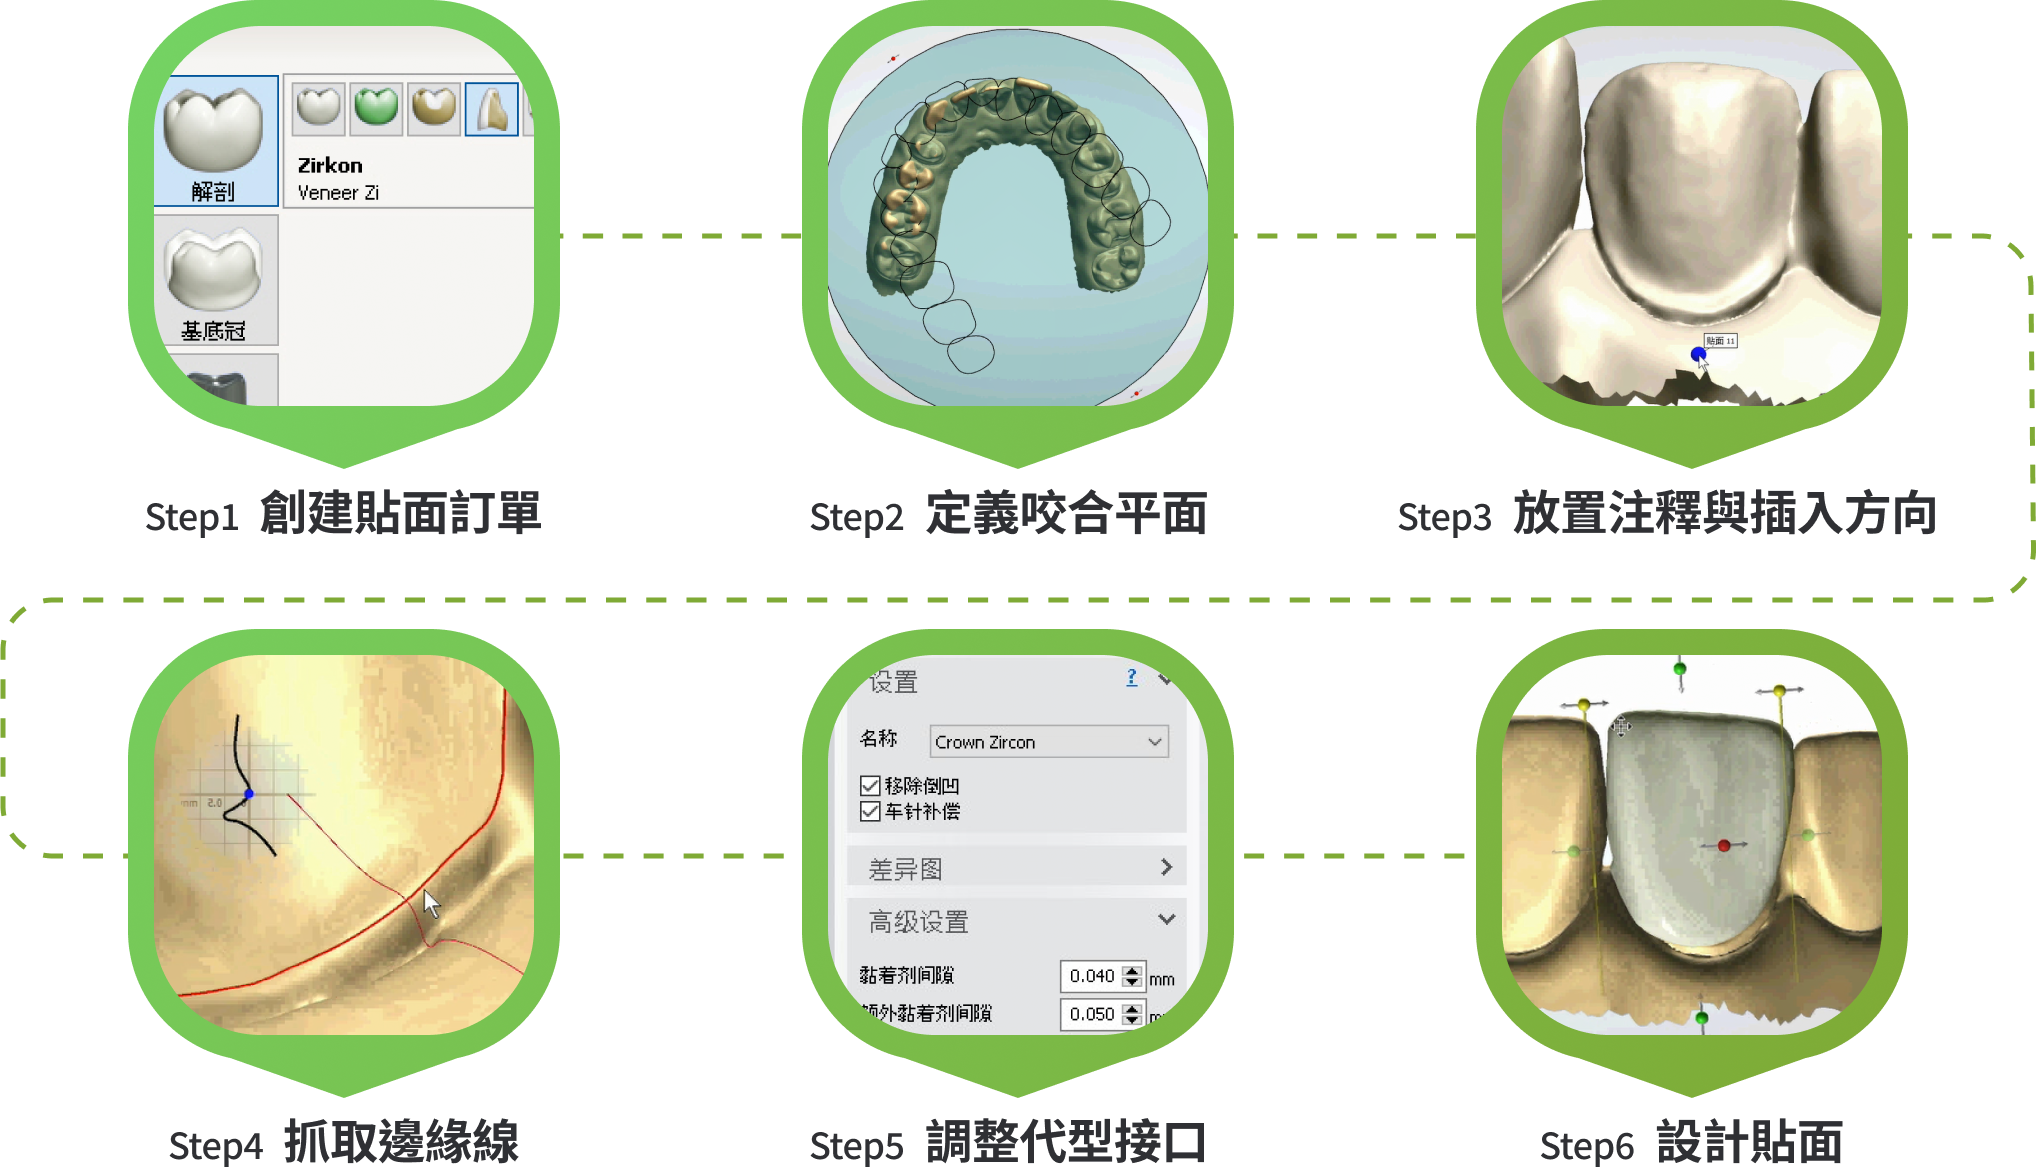 解剖
Zirkon
Veneer Zi
基底冠
贴面 11
Step1 創建貼面訂單
Step2 定義咬合平面
Step3 放置注釋與插入方向
设置
?
名称
Crown Zircon
移除倒凹
车针补偿
差异图
高级设置
黏着剂间隙
0.040
mm
额外黏着剂间隙
0.050
Step4 抓取邊緣線
Step5 調整代型接口
Step6 設計貼面